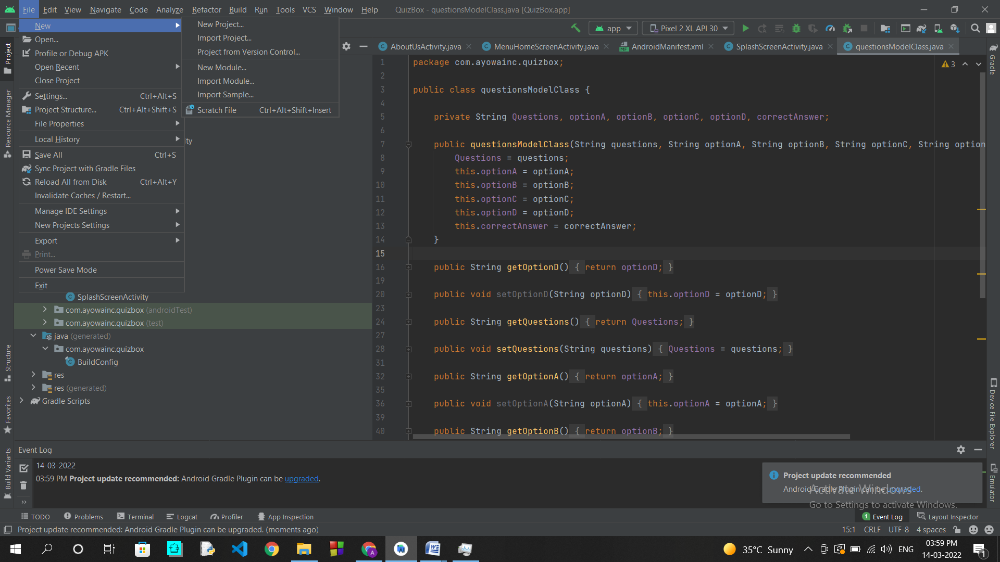 File Edit View Navigate Code Analyze Refactor Build Run Tools VCS Window Help QuizBox - questionsModelClass.java [QuizBox.app]
New
Open...
Profile or Debug APK
Open Recent
Close Project
Settings... Ctrl+Alt+S
Project Structure... Ctrl+Alt+Shift+S
File Properties
Local History
Save All Ctrl+S
Sync Project with Gradle Files
Reload All from Disk Ctrl+Alt+Y
Invalidate Caches / Restart...
Manage IDE Settings
New Projects Settings
Export
Print...
Power Save Mode
Exit
New Project...
Import Project...
Project from Version Control...
New Module...
Import Module...
Import Sample...
Scratch File Ctrl+Alt+Shift+Insert
ity
app Pixel 2 XL API 30
AboutUsActivity.java MenuHomeScreenActivity.java MF AndroidManifest.xml SplashScreenActivity.java questionsModelClass.java
3
1 package com.ayowainc.quizbox;
2
3 public class questionsModelClass {
4
5 private String Questions, optionA, optionB, optionC, optionD, correctAnswer;
6
7 public questionsModelClass(String questions, String optionA, String optionB, String optionC, String option
8 Questions = questions;
9 this.optionA = optionA;
10 this.optionB = optionB;
11 this.optionC = optionC;
12 this.optionD = optionD;
13 this.correctAnswer = correctAnswer;
14 }
15
16 public String getOptionD() { return optionD; }
19
20 public void setOptionD(String optionD) { this.optionD = optionD; }
23
24 public String getQuestions() { return Questions; }
27
28 public void setQuestions(String questions) { Questions = questions; }
31
32 public String getOptionA() { return optionA; }
35
36 public void setOptionA(String optionA) { this.optionA = optionA; }
39
40 public String getOptionB() { return optionB; }
SplashScreenActivity
com.ayowainc.quizbox (androidTest)
com.ayowainc.quizbox (test)
java (generated)
com.ayowainc.quizbox
BuildConfig
res
res (generated)
Gradle Scripts
Project
Resource Manager
Structure
Favorites
Build Variants
Gradle
Device File Explorer
Emulator
Event Log
14-03-2022
03:59 PM Project update recommended: Android Gradle Plugin can be upgraded.
Project update recommended
Android Gradle Plugin can be upgraded.
Activate Windows
Go to Settings to activate Windows.
TODO Problems Terminal Logcat Profiler App Inspection 1 Event Log Layout Inspector
Project update recommended: Android Gradle Plugin can be upgraded. (moments ago) 15:1 CRLF UTF-8 4 spaces
35°C Sunny ENG 03:59 PM
14-03-2022
1